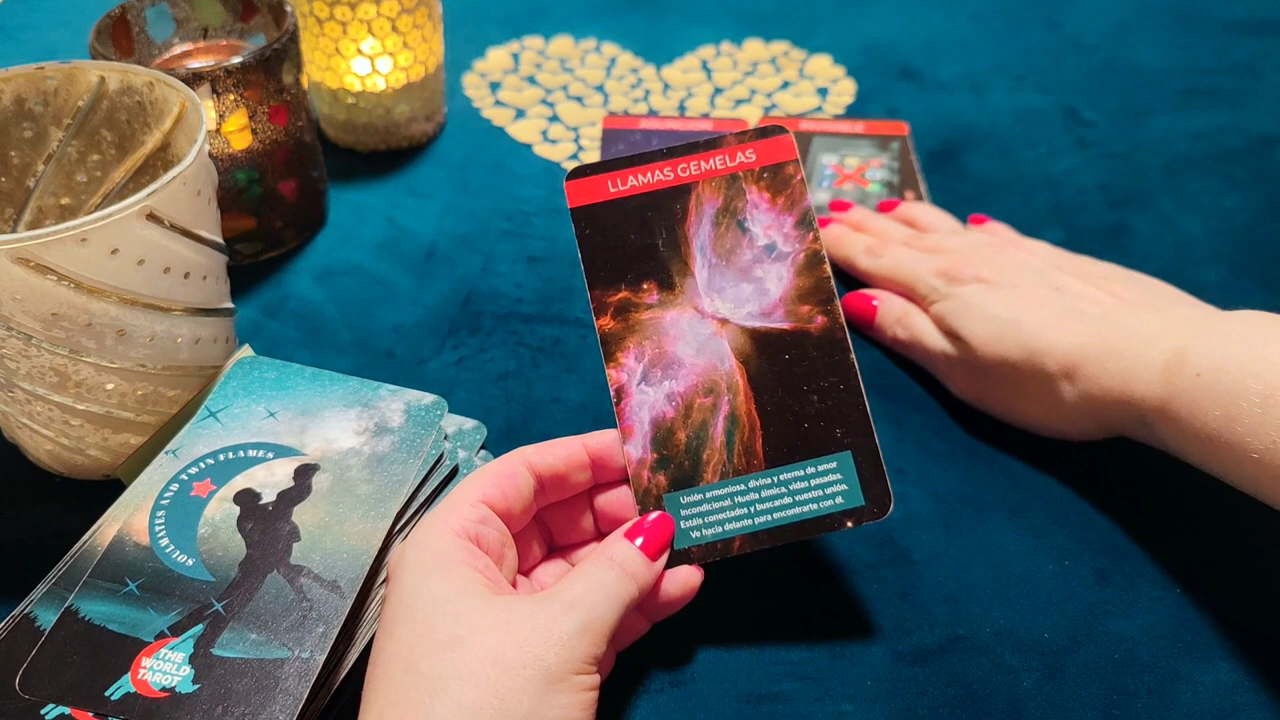 LLAMAS GEMELAS
Unión armoniosa, divina y eterna de amor
Incondicional. Huella álmica, vidas pasadas.
Estáis conectados y buscando vuestra unión.
Ve hacia delante para encontrarte con él.
SOULMATES AND TWIN FLAMES
THE
WORLD
TAROT